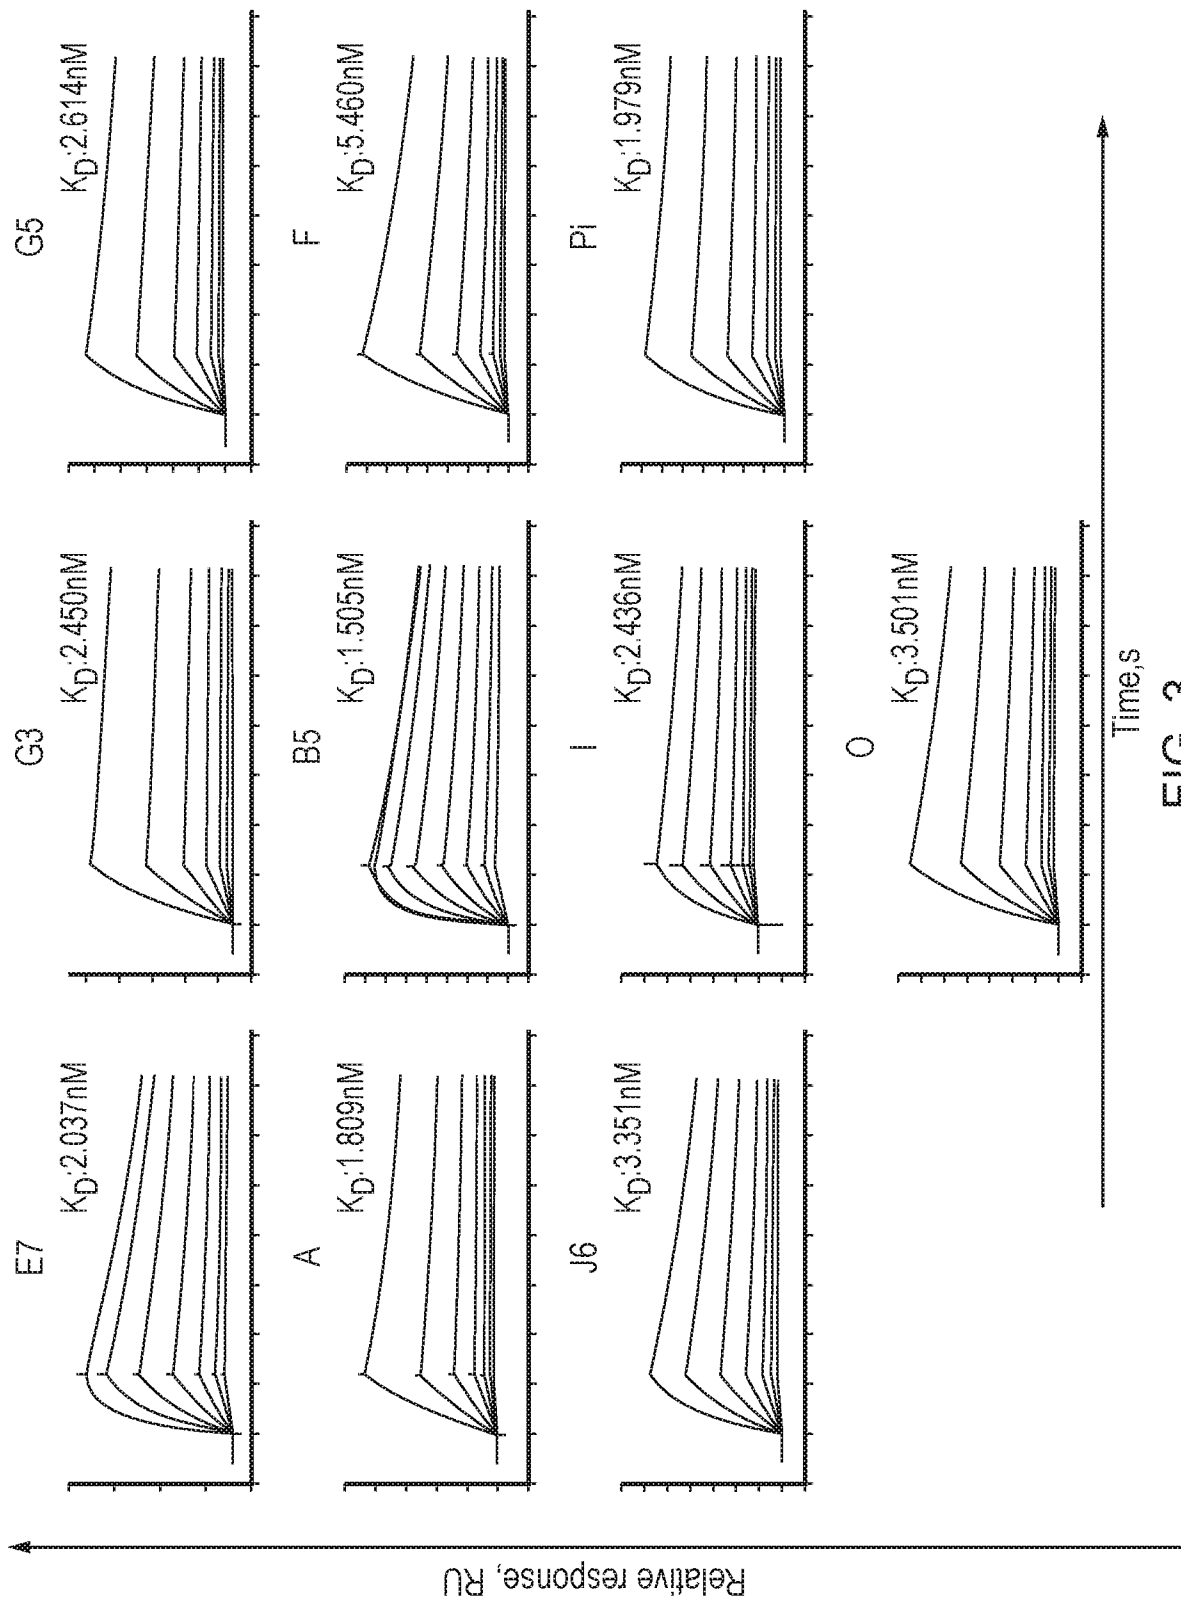 E7
K_D:2.037nM
G3
K_D:2.450nM
G5
K_D:2.614nM
A
K_D:1.809nM
B5
K_D:1.505nM
F
K_D:5.460nM
J6
K_D:3.351nM
I
K_D:2.436nM
Pi
K_D:1.979nM
O
K_D:3.501nM
Relative response, RU
Time,s
FIG. 3